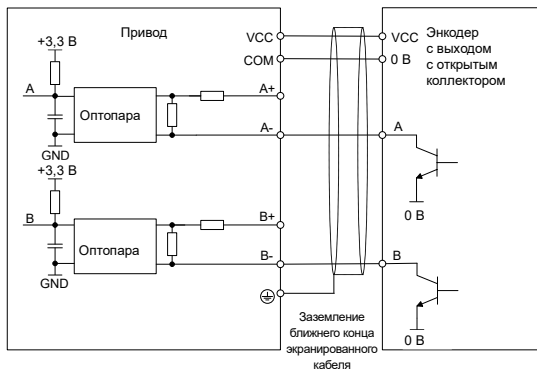 Привод
+3,3 В
A
Оптопара
GND
+3,3 В
B
Оптопара
GND
VCC
COM
A+
A-
B+
B-
Заземление
ближнего конца
экранированного
кабеля
VCC
0 В
Энкодер
с выходом
с открытым
коллектором
A
0 В
B
0 В